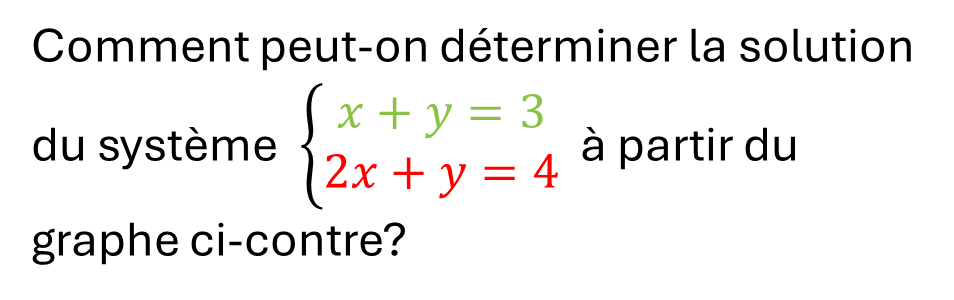 Comment peut-on déterminer la solution
du système { x + y = 3
2x + y = 4 à partir du
graphe ci-contre?